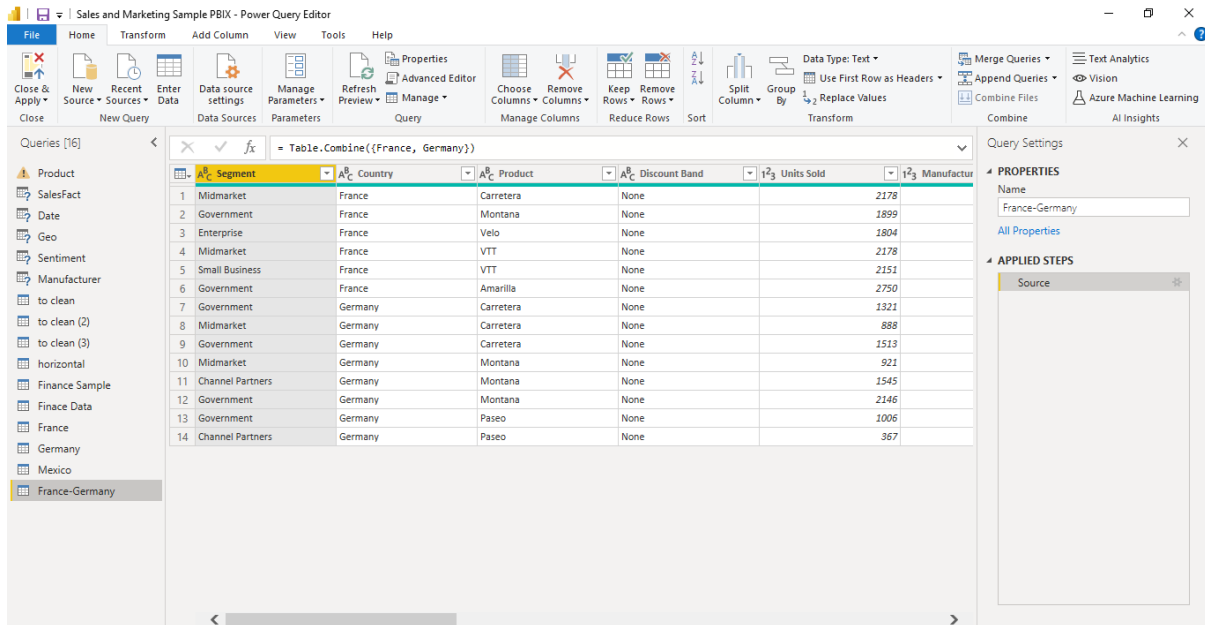 Sales and Marketing Sample PBIX - Power Query Editor
File Home Transform Add Column View Tools Help
Close & Apply
Close
New Source
Recent Sources
Enter Data
New Query
Data source settings
Data Sources
Manage Parameters
Parameters
Refresh Preview
Properties
Advanced Editor
Manage
Query
Choose Columns
Remove Columns
Manage Columns
Keep Rows
Remove Rows
Reduce Rows
Sort
Split Column
Group By
Data Type: Text
Use First Row as Headers
Replace Values
Transform
Merge Queries
Append Queries
Combine Files
Combine
Text Analytics
Vision
Azure Machine Learning
AI Insights
Queries [16]
Product
SalesFact
Date
Geo
Sentiment
Manufacturer
to clean
to clean (2)
to clean (3)
horizontal
Finance Sample
Finace Data
France
Germany
Mexico
France-Germany
fx = Table.Combine({France, Germany})
ABC Segment ABC Country ABC Product ABC Discount Band 123 Units Sold 123 Manufactur
1 Midmarket France Carretera None 2178
2 Government France Montana None 1899
3 Enterprise France Velo None 1804
4 Midmarket France VTT None 2178
5 Small Business France VTT None 2151
6 Government France Amarilla None 2750
7 Government Germany Carretera None 1321
8 Midmarket Germany Carretera None 888
9 Government Germany Carretera None 1513
10 Midmarket Germany Montana None 921
11 Channel Partners Germany Montana None 1545
12 Government Germany Montana None 2146
13 Government Germany Paseo None 1006
14 Channel Partners Germany Paseo None 367
Query Settings
PROPERTIES
Name
France-Germany
All Properties
APPLIED STEPS
Source